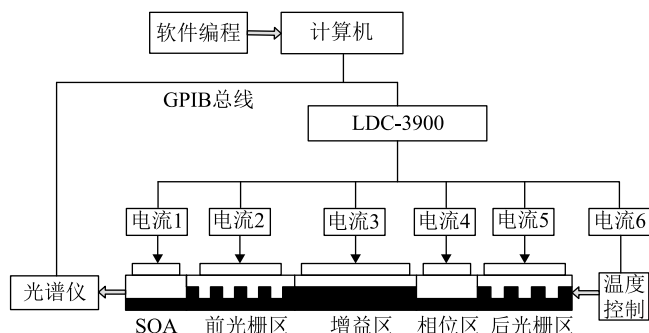 软件编程
计算机
GPIB总线
LDC-3900
电流1
电流2
电流3
电流4
电流5
电流6
光谱仪
温度
控制
SOA
前光栅区
增益区
相位区
后光栅区